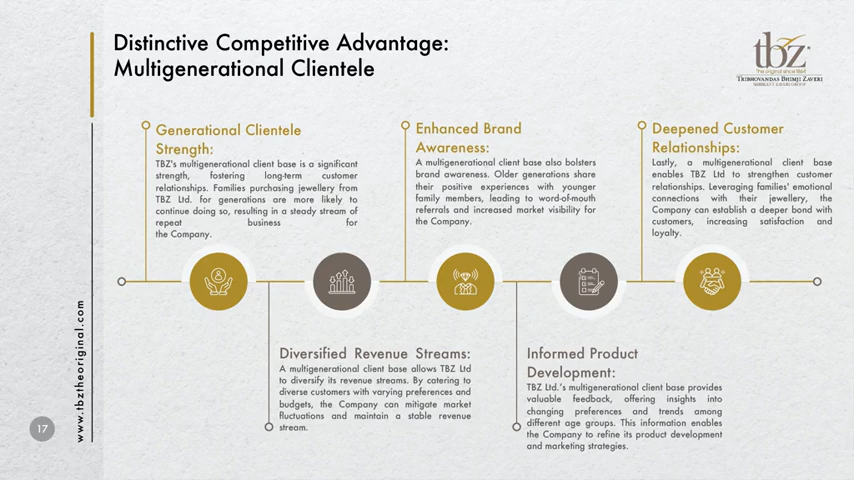 Distinctive Competitive Advantage:
Multigenerational Clientele
tbz
The original since 1864
TRIBHOVANDAS BHIMJI ZAVERI
Generational Clientele
Strength:
TBZ's multigenerational client base is a significant
strength, fostering long-term customer
relationships. Families purchasing jewellery from
TBZ Ltd. for generations are more likely to
continue doing so, resulting in a steady stream of
repeat business for
the Company.
Enhanced Brand
Awareness:
A multigenerational client base also bolsters
brand awareness. Older generations share
their positive experiences with younger
family members, leading to word-of-mouth
referrals and increased market visibility for
the Company.
Deepened Customer
Relationships:
Lastly, a multigenerational client base
enables TBZ Ltd to strengthen customer
relationships. Leveraging families' emotional
connections with their jewellery, the
Company can establish a deeper bond with
customers, increasing satisfaction and
loyalty.
Diversified Revenue Streams:
A multigenerational client base allows TBZ Ltd
to diversify its revenue streams. By catering to
diverse customers with varying preferences and
budgets, the Company can mitigate market
fluctuations and maintain a stable revenue
stream.
Informed Product
Development:
TBZ Ltd.'s multigenerational client base provides
valuable feedback, offering insights into
changing preferences and trends among
different age groups. This information enables
the Company to refine its product development
and marketing strategies.
www.tbztheoriginal.com
17